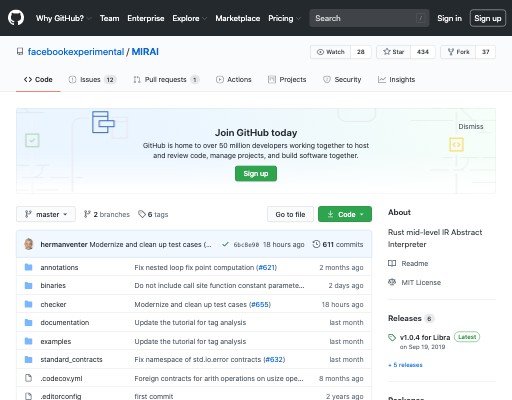 Why GitHub? Team Enterprise Explore Marketplace Pricing Search / Sign in Sign up
facebookexperimental / MIRAI Watch 28 Star 434 Fork 37
Code Issues 12 Pull requests 1 Actions Projects Security Insights
Join GitHub today
Dismiss
GitHub is home to over 50 million developers working together to host
and review code, manage projects, and build software together.
Sign up
master 2 branches 6 tags Go to file Code
About
hermanventer Modernize and clean up test cases (... 6bc8e90 18 hours ago 611 commits
Rust mid-level IR Abstract
Interpreter
annotations Fix nested loop fix point computation (#621) 2 months ago
Readme
binaries Do not include call site function constant paramete... 2 days ago
MIT License
checker Modernize and clean up test cases (#655) 18 hours ago
documentation Update the tutorial for tag analysis last month
Releases 6
examples Update the tutorial for tag analysis last month
v1.0.4 for Libra Latest
on Sep 19, 2019
standard_contracts Fix namespace of std.io.error contracts (#632) last month
+ 5 releases
.codecov.yml Foreign contracts for arith operations on usize ope... 8 months ago
.editorconfig first commit 2 years ago